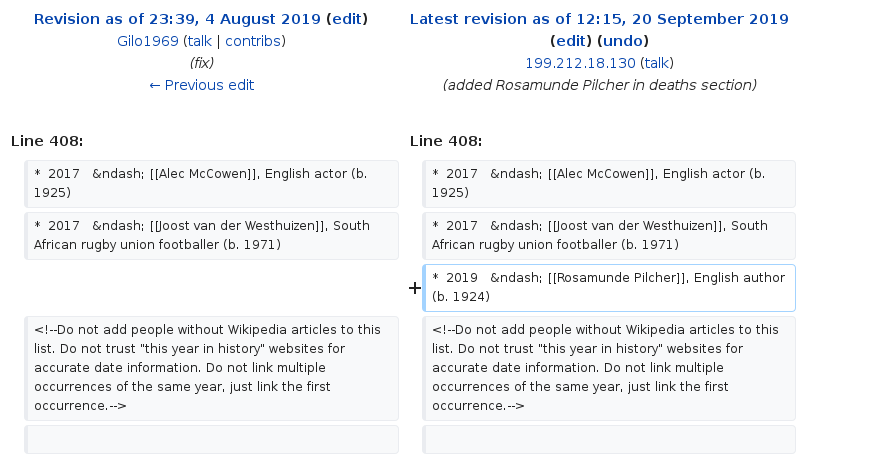 Revision as of 23:39, 4 August 2019 (edit)
Gilo1969 (talk | contribs)
(fix)
← Previous edit
Latest revision as of 12:15, 20 September 2019
(edit) (undo)
199.212.18.130 (talk)
(added Rosamunde Pilcher in deaths section)
Line 408:
Line 408:
* 2017 &ndash; [[Alec McCowen]], English actor (b.
1925)
* 2017 &ndash; [[Alec McCowen]], English actor (b.
1925)
* 2017 &ndash; [[Joost van der Westhuizen]], South
African rugby union footballer (b. 1971)
* 2017 &ndash; [[Joost van der Westhuizen]], South
African rugby union footballer (b. 1971)
+ * 2019 &ndash; [[Rosamunde Pilcher]], English author
(b. 1924)
<!--Do not add people without Wikipedia articles to this
list. Do not trust "this year in history" websites for
accurate date information. Do not link multiple
occurrences of the same year, just link the first
occurrence.-->
<!--Do not add people without Wikipedia articles to this
list. Do not trust "this year in history" websites for
accurate date information. Do not link multiple
occurrences of the same year, just link the first
occurrence.-->